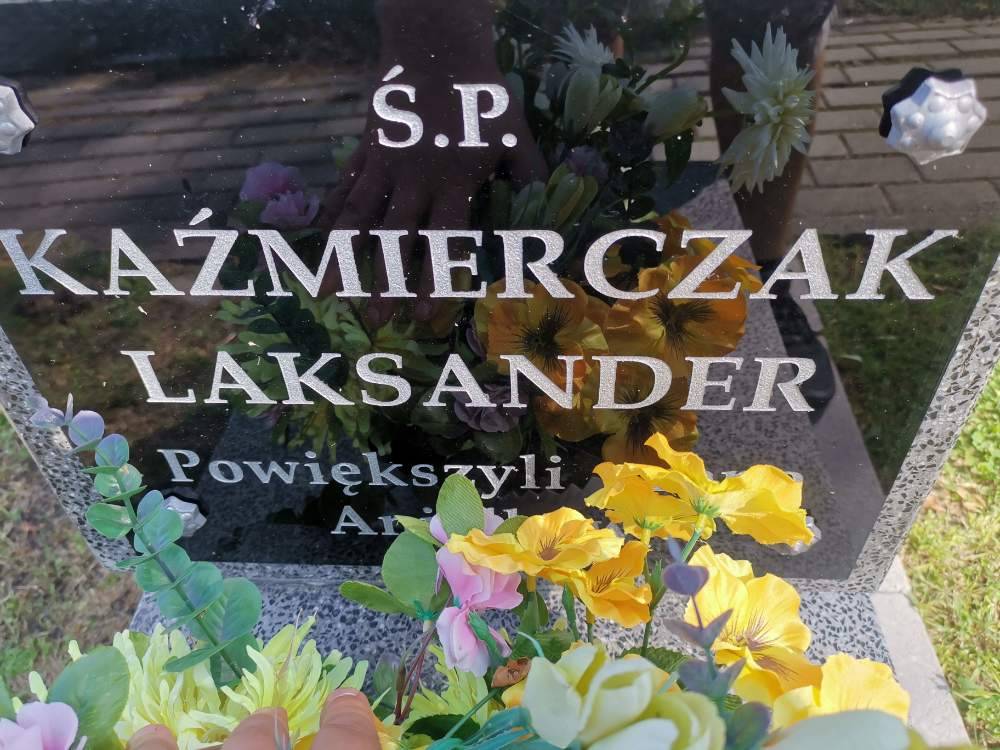 Ś.P.
KAŹMIERCZAK
LAKSANDER
Powiększyli